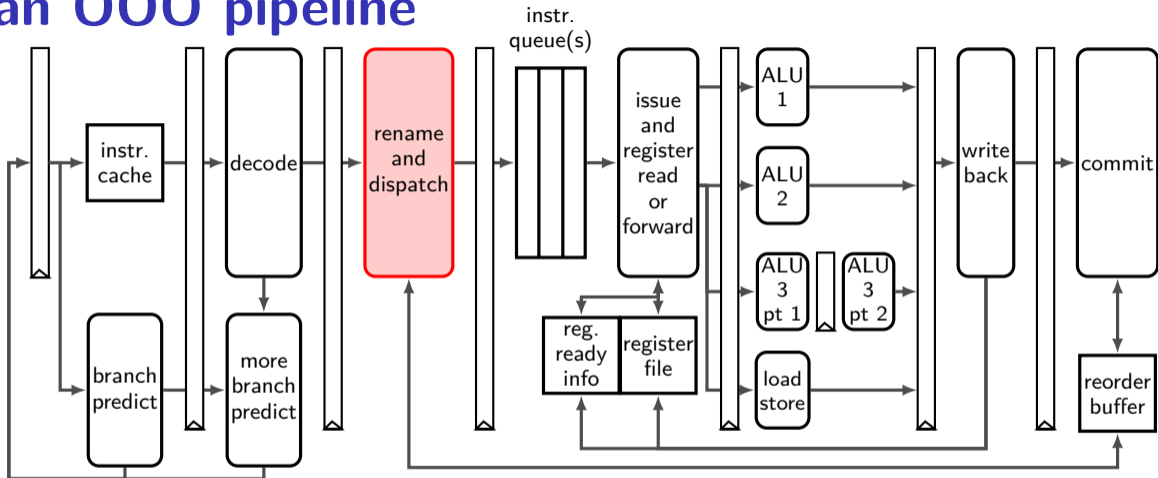 an OOO pipeline
instr.
queue(s)
instr.
cache
decode
rename
and
dispatch
issue
and
register
read
or
forward
ALU
1
ALU
2
ALU
3
pt 1
ALU
3
pt 2
load
store
write
back
commit
branch
predict
more
branch
predict
reg.
ready
info
register
file
reorder
buffer